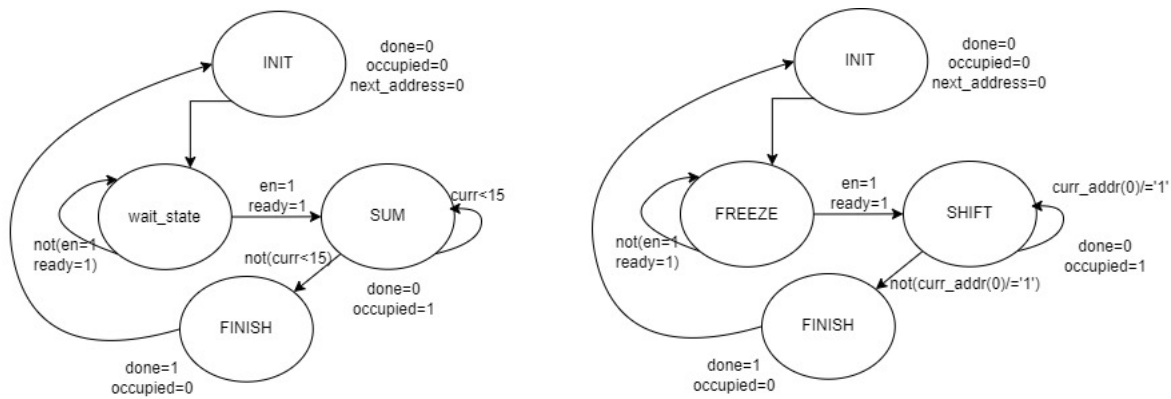 INIT
done=0
occupied=0
next_address=0
wait_state
en=1
ready=1
SUM
curr<15
not(en=1
ready=1)
not(curr<15)
done=0
occupied=1
FINISH
done=1
occupied=0
INIT
done=0
occupied=0
next_address=0
FREEZE
en=1
ready=1
SHIFT
curr_addr(0)/='1'
not(en=1
ready=1)
done=0
occupied=1
not(curr_addr(0)/='1')
FINISH
done=1
occupied=0